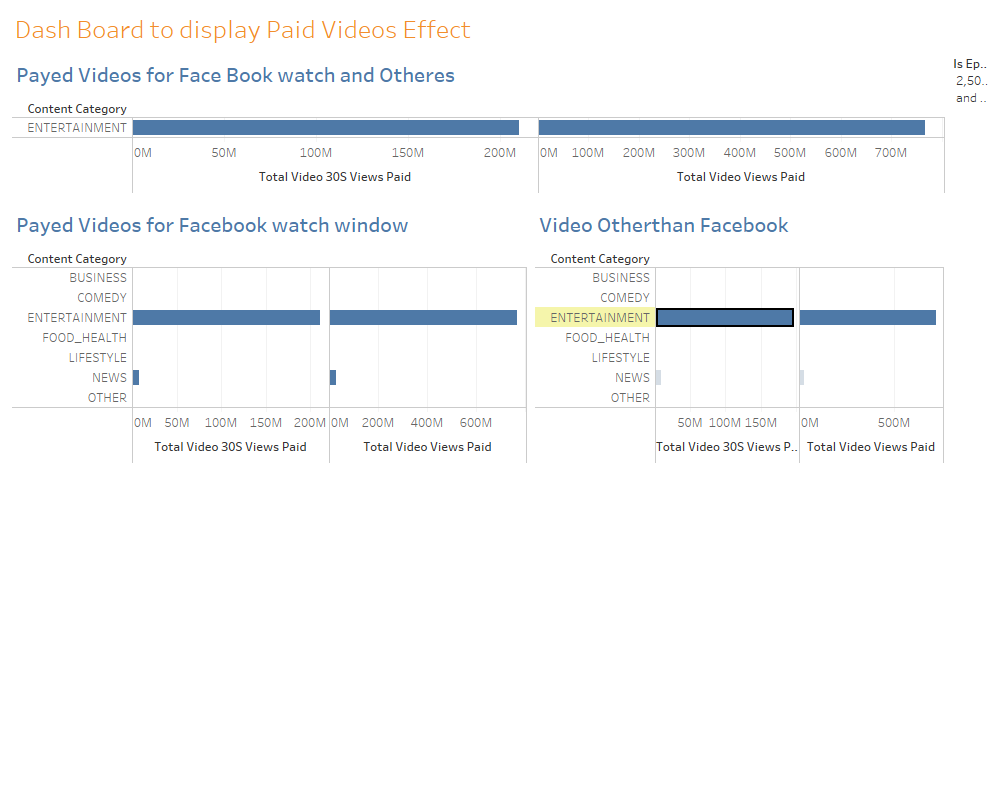 Dash Board to display Paid Videos Effect
Payed Videos for Face Book watch and Otheres
Is Ep..
2,50..
and ..
Content Category
ENTERTAINMENT
0M 50M 100M 150M 200M 0M 100M 200M 300M 400M 500M 600M 700M
Total Video 30S Views Paid Total Video Views Paid
Payed Videos for Facebook watch window
Content Category
BUSINESS
COMEDY
ENTERTAINMENT
FOOD_HEALTH
LIFESTYLE
NEWS
OTHER
0M 50M 100M 150M 200M 0M 200M 400M 600M
Total Video 30S Views Paid Total Video Views Paid
Video Otherthan Facebook
Content Category
BUSINESS
COMEDY
ENTERTAINMENT
FOOD_HEALTH
LIFESTYLE
NEWS
OTHER
50M 100M 150M 0M 500M
Total Video 30S Views P.. Total Video Views Paid